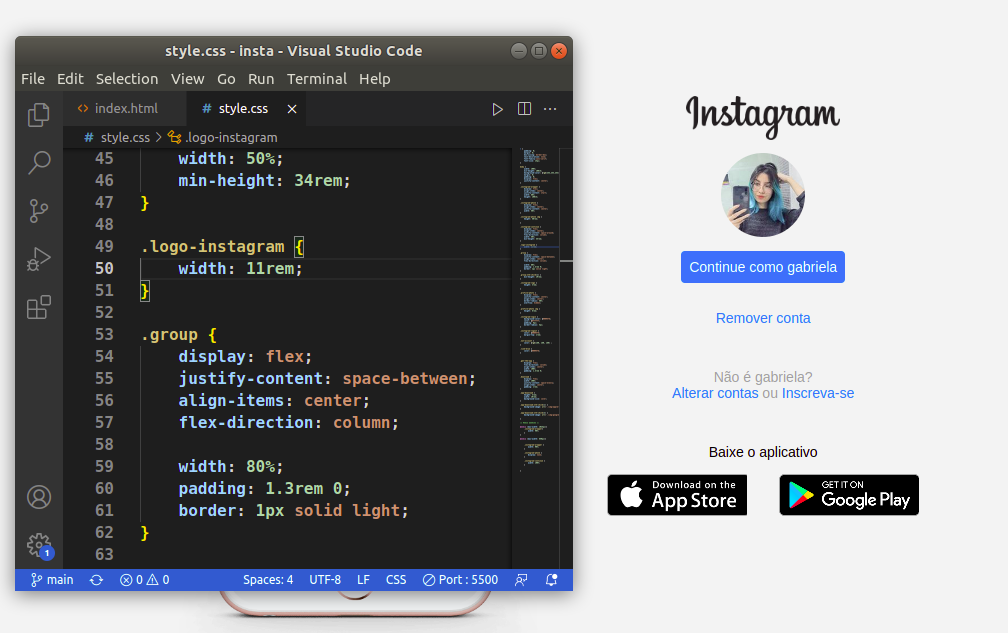 style.css - insta - Visual Studio Code
File Edit Selection View Go Run Terminal Help
index.html # style.css
# style.css .logo-instagram
45 width: 50%;
46 min-height: 34rem;
47 }
48
49 .logo-instagram {
50 width: 11rem;
51 }
52
53 .group {
54 display: flex;
55 justify-content: space-between;
56 align-items: center;
57 flex-direction: column;
58
59 width: 80%;
60 padding: 1.3rem 0;
61 border: 1px solid light;
62 }
63
1
main 0 0 Spaces: 4 UTF-8 LF CSS Port : 5500
Instagram
Continue como gabriela
Remover conta
Não é gabriela?
Alterar contas ou Inscreva-se
Baixe o aplicativo
Download on the
App Store
GET IT ON
Google Play